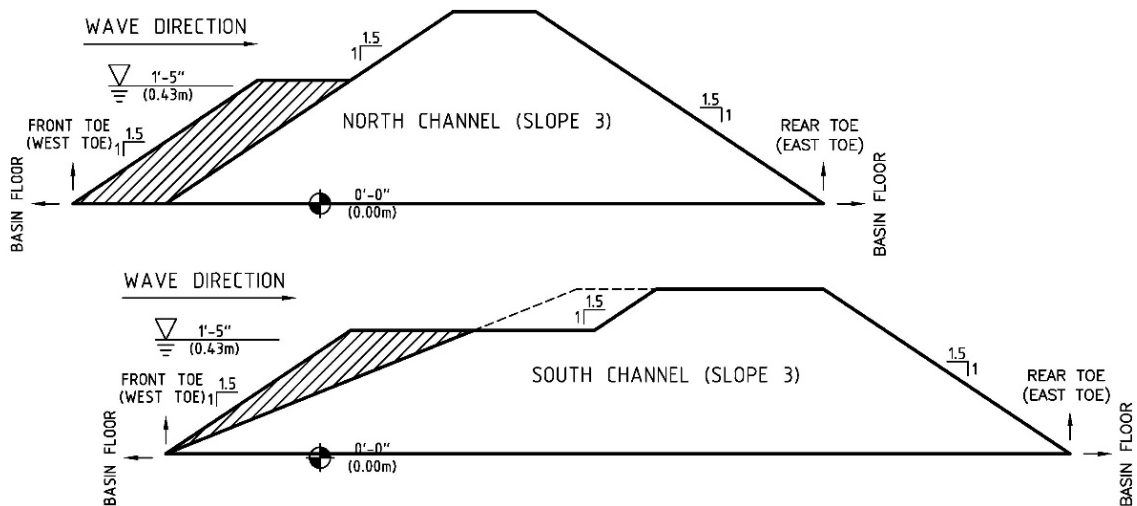 WAVE DIRECTION
1.5
1
1'-5"
(0.43m)
1.5
1
NORTH CHANNEL (SLOPE 3)
FRONT TOE
(WEST TOE)
1.5
1
REAR TOE
(EAST TOE)
BASIN FLOOR
0'-0"
(0.00m)
BASIN FLOOR
WAVE DIRECTION
1.5
1
1'-5"
(0.43m)
1.5
1
FRONT TOE
(WEST TOE)
1.5
1
SOUTH CHANNEL (SLOPE 3)
REAR TOE
(EAST TOE)
BASIN FLOOR
0'-0"
(0.00m)
BASIN FLOOR